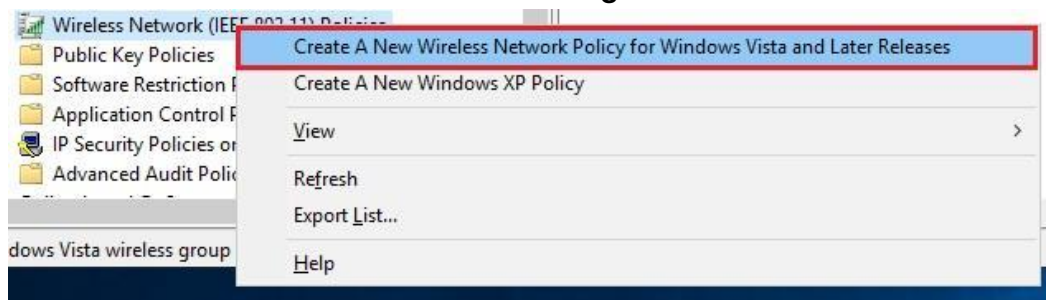 Wireless Network (IEEE 802.11) Policies
Create A New Wireless Network Policy for Windows Vista and Later Releases
Public Key Policies
Create A New Windows XP Policy
Software Restriction
Application Control
View
IP Security Policies
Advanced Audit
Refresh
Export List...
dows Vista wireless group
Help